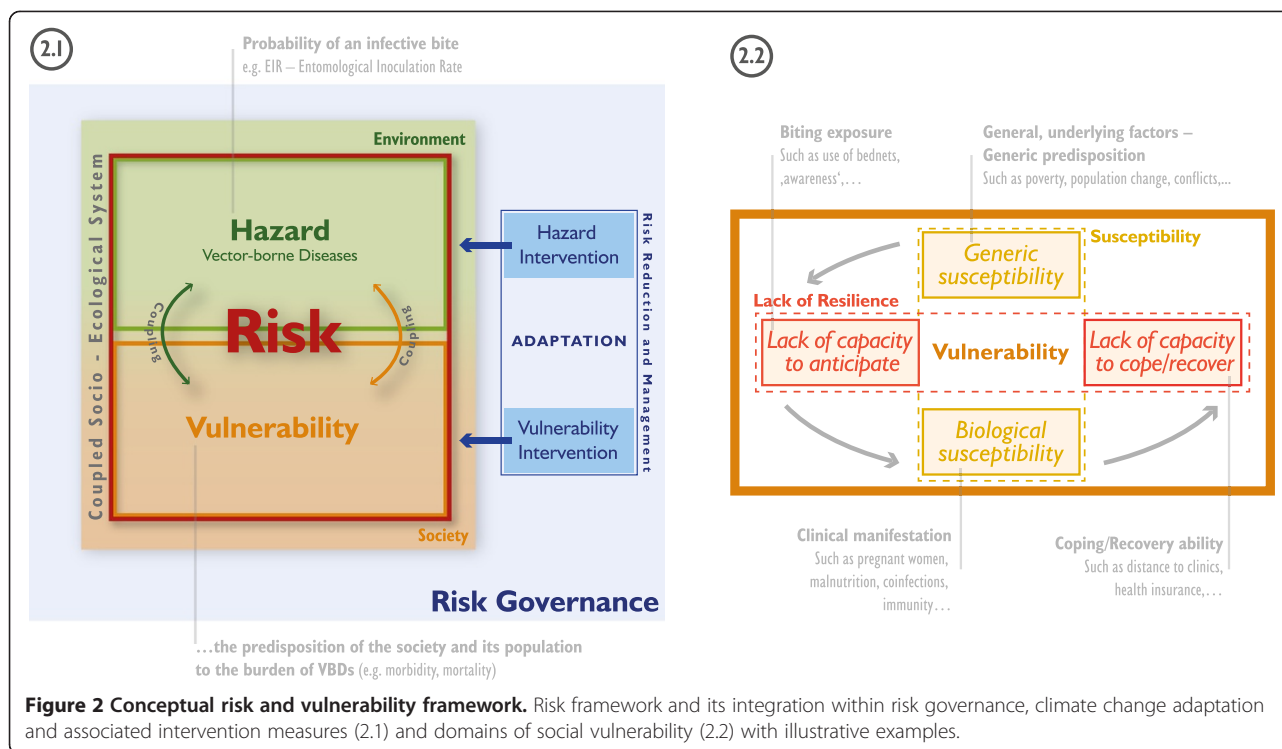 2.1
Probability of an infective bite
e.g. EIR – Entomological Inoculation Rate
Environment
Coupled Socio - Ecological System
Hazard
Vector-borne Diseases
Coupling
Risk
Coupling
Vulnerability
Society
Hazard
Intervention
ADAPTATION
Vulnerability
Intervention
Risk Reduction and Management
Risk Governance
...the predisposition of the society and its population
to the burden of VBDs (e.g. morbidity, mortality)
2.2
Biting exposure
Such as use of bednets,
‚awareness‘,...
General, underlying factors –
Generic predisposition
Such as poverty, population change, conflicts,...
Generic
susceptibility
Susceptibility
Lack of Resilience
Lack of capacity
to anticipate
Vulnerability
Lack of capacity
to cope/recover
Biological
susceptibility
Clinical manifestation
Such as pregnant women,
malnutrition, coinfections,
immunity...
Coping/Recovery ability
Such as distance to clinics,
health insurance,...
Figure 2 Conceptual risk and vulnerability framework. Risk framework and its integration within risk governance, climate change adaptation
and associated intervention measures (2.1) and domains of social vulnerability (2.2) with illustrative examples.